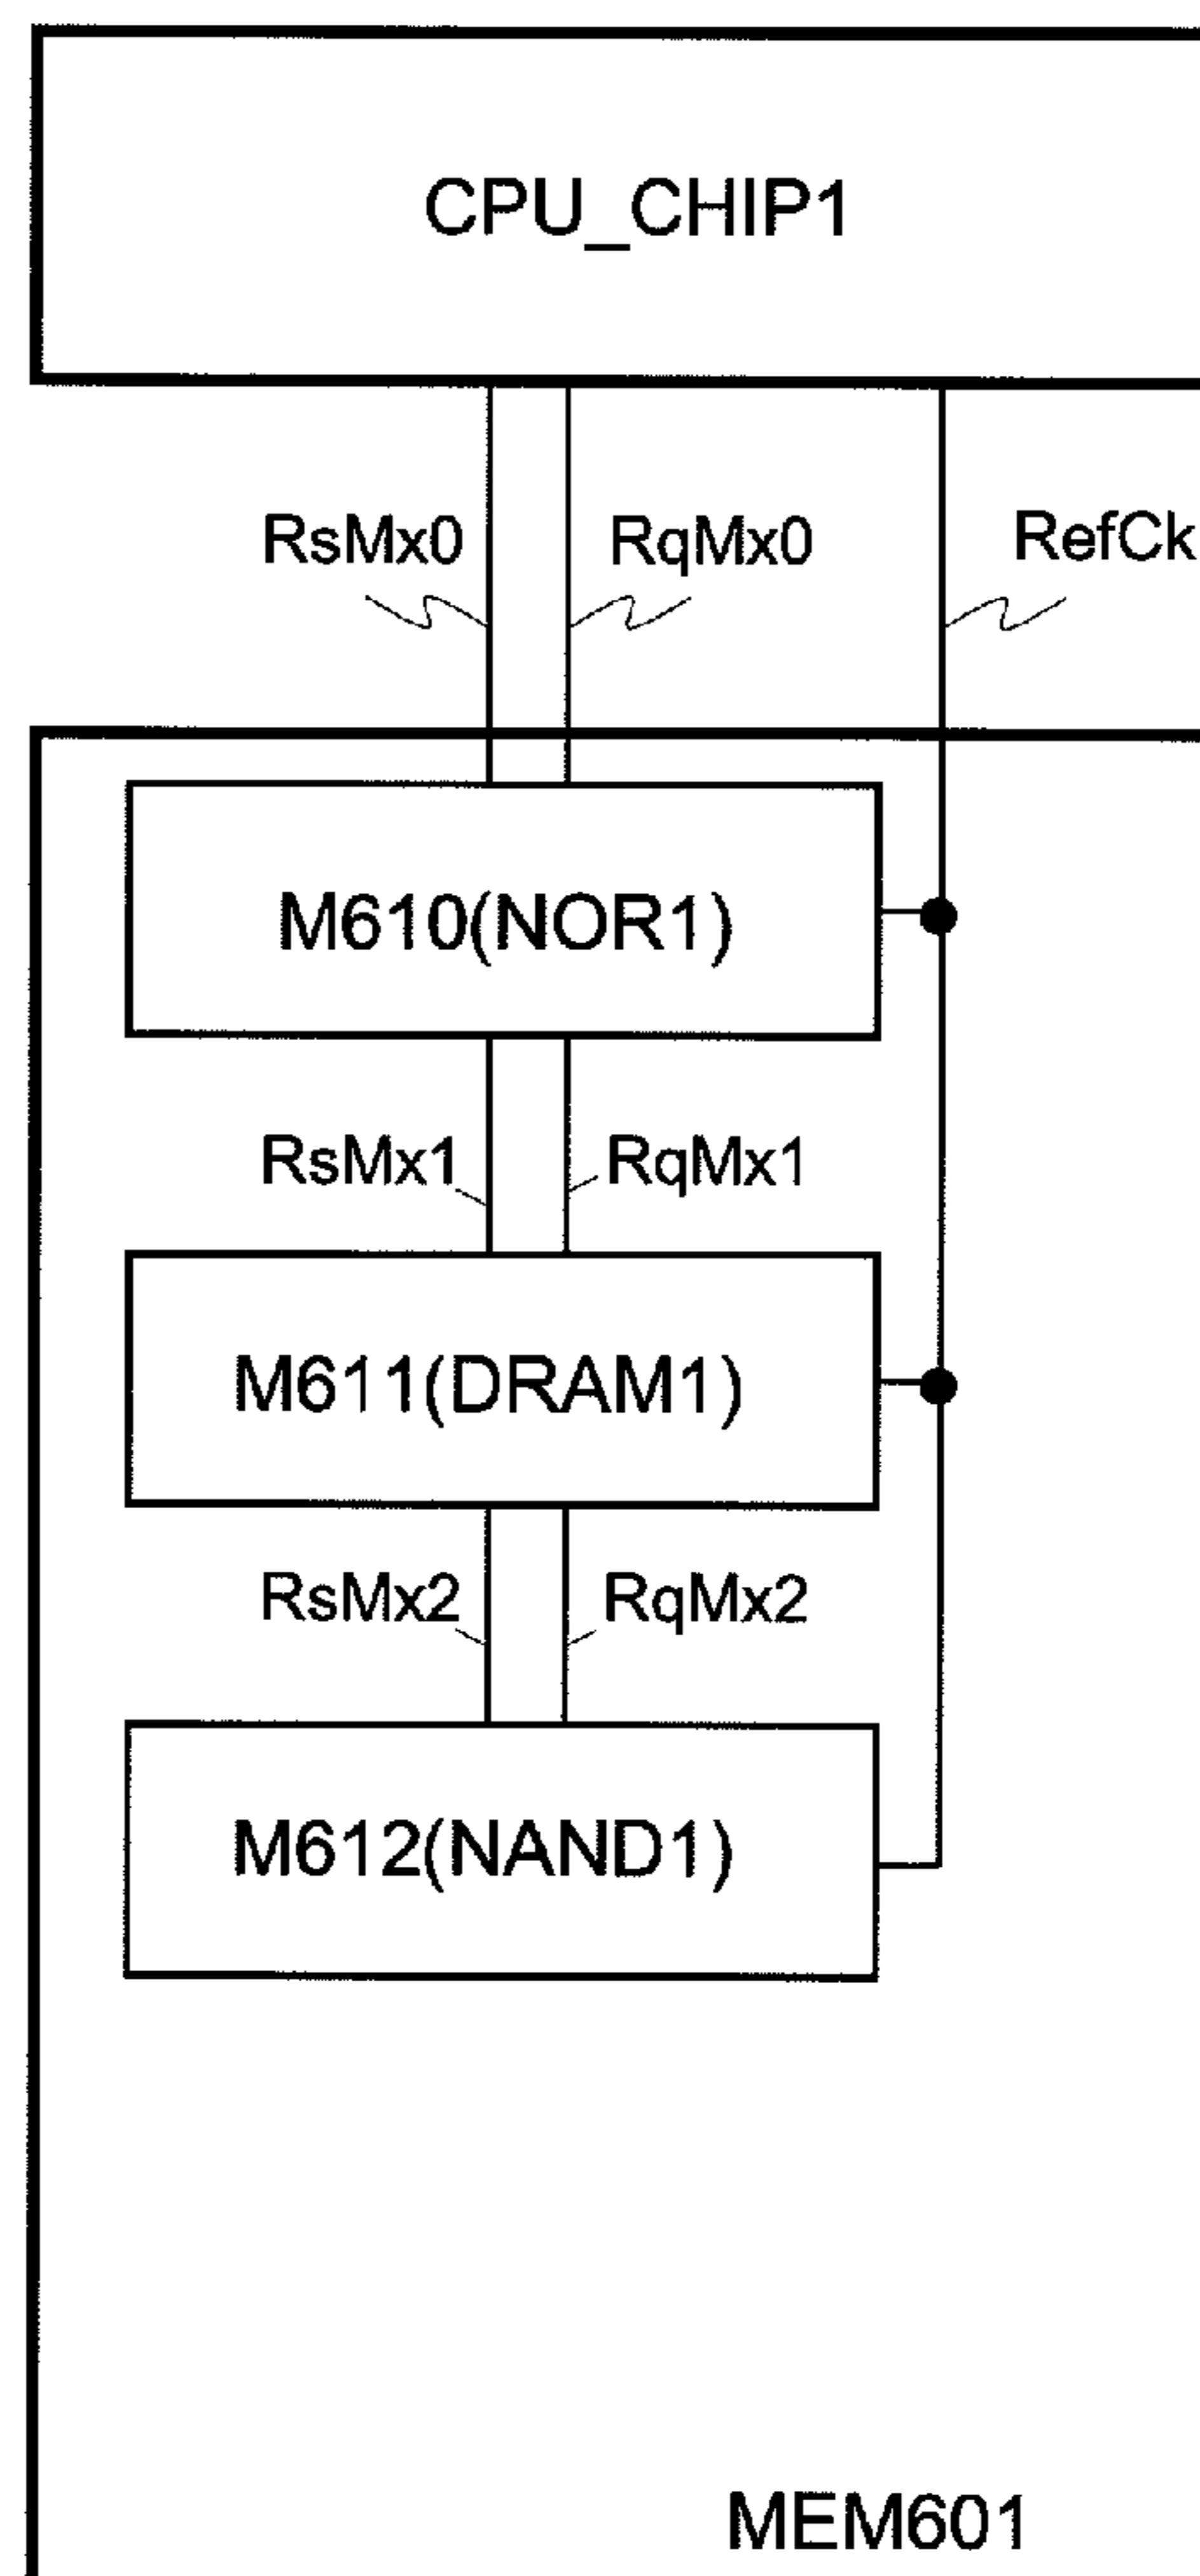 CPU_CHIP1
RsMx0 RqMx0 RefCk
M610(NOR1)
RsMx1 RqMx1
M611(DRAM1)
RsMx2 RqMx2
M612(NAND1)
MEM601